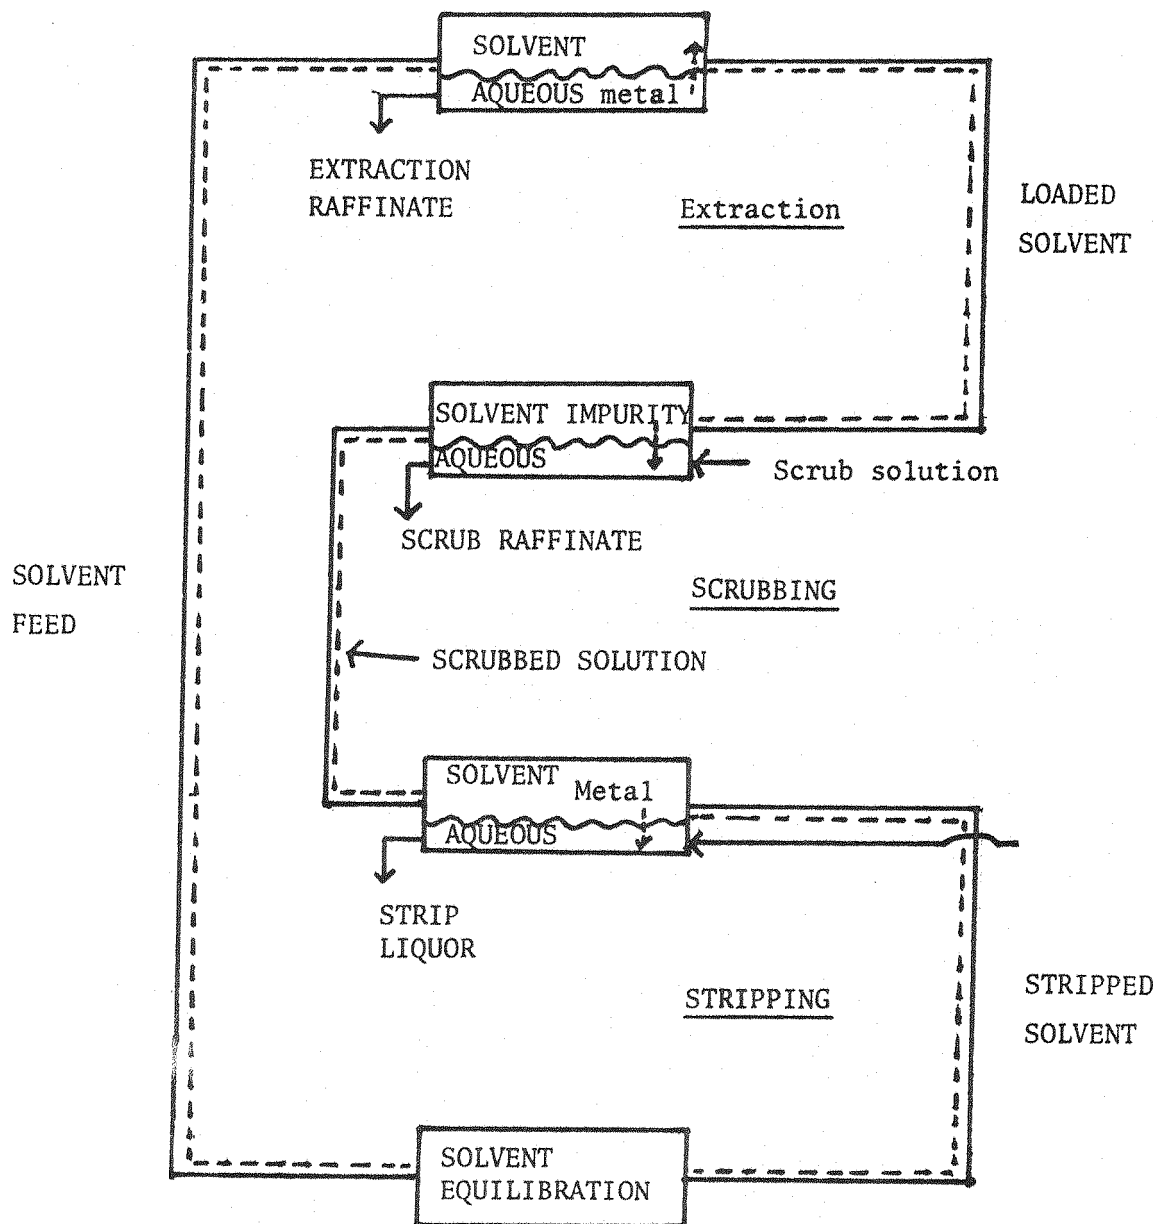 SOLVENT
AQUEOUS metal
EXTRACTION
RAFFINATE
Extraction
LOADED
SOLVENT
SOLVENT IMPURITY
AQUEOUS
Scrub solution
SCRUB RAFFINATE
SOLVENT
FEED
SCRUBBING
SCRUBBED SOLUTION
SOLVENT
Metal
AQUEOUS
STRIP
LIQUOR
STRIPPING
STRIPPED
SOLVENT
SOLVENT
EQUILIBRATION